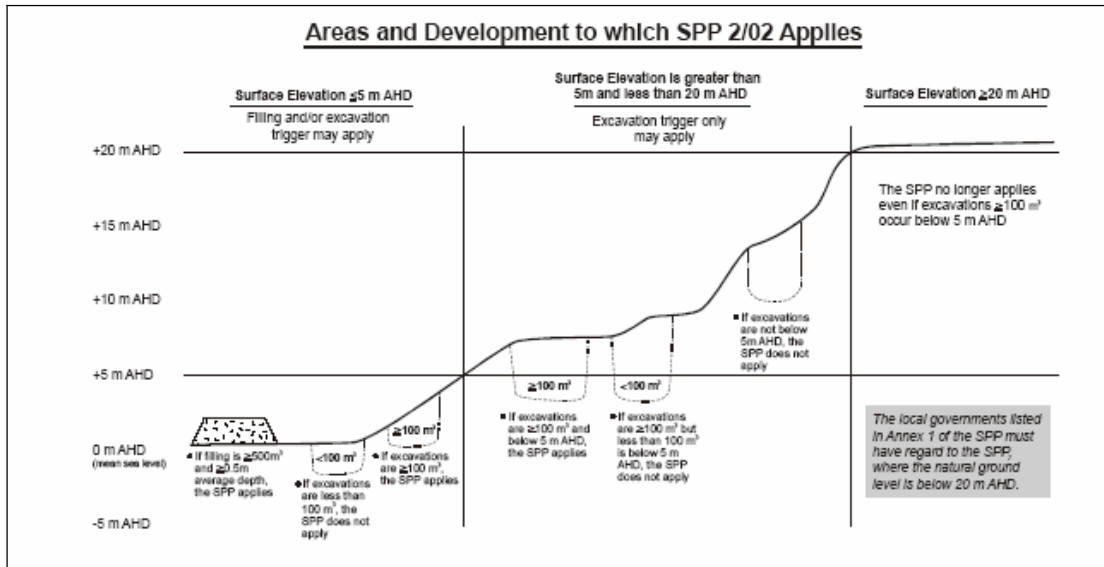 Areas and Development to which SPP 2/02 Applies
Surface Elevation ≤5 m AHD
Filling and/or excavation
trigger may apply
Surface Elevation is greater than
5m and less than 20 m AHD
Excavation trigger only
may apply
Surface Elevation ≥20 m AHD
+20 m AHD
The SPP no longer applies
even if excavations ≥100 m³
occur below 5 m AHD
+15 m AHD
+10 m AHD
▪ If excavations
are not below
5m AHD, the
SPP does not
apply
+5 m AHD
≥100 m³
<100 m³
▪ If excavations
are ≥100 m³ and
below 5 m AHD,
the SPP applies
▪ If excavations
are ≥100 m³ but
less than 100 m³
is below 5 m
AHD, the SPP
does not apply
The local governments listed
in Annex 1 of the SPP must
have regard to the SPP,
where the natural ground
level is below 20 m AHD.
0 m AHD
(mean sea level)
▪ If filling is ≥500m³
and ≥0.5m
average depth,
the SPP applies
<100 m³
● If excavations
are less than
100 m³, the
SPP does not
apply
≥100 m³
● If excavations
are ≥100 m³,
the SPP applies
-5 m AHD